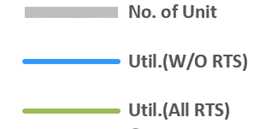 No. of Unit
Util.(W/O RTS)
Util.(All RTS)